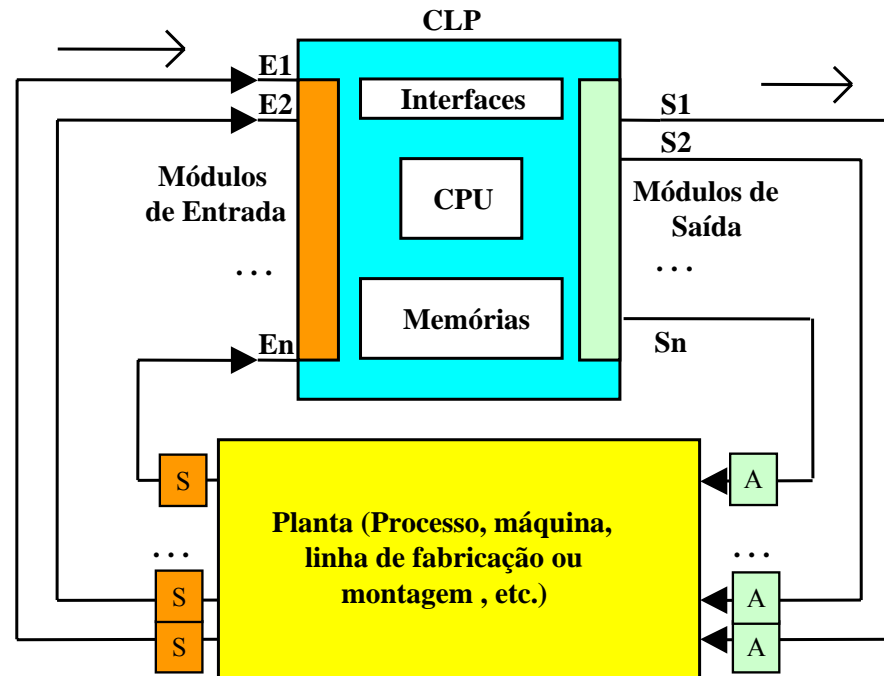 CLP
E1
E2
Interfaces
S1
S2
Módulos
de Entrada
CPU
Módulos de
Saída
...
...
Memórias
En
Sn
S
A
Planta (Processo, máquina,
linha de fabricação ou
montagem , etc.)
...
...
S
A
S
A